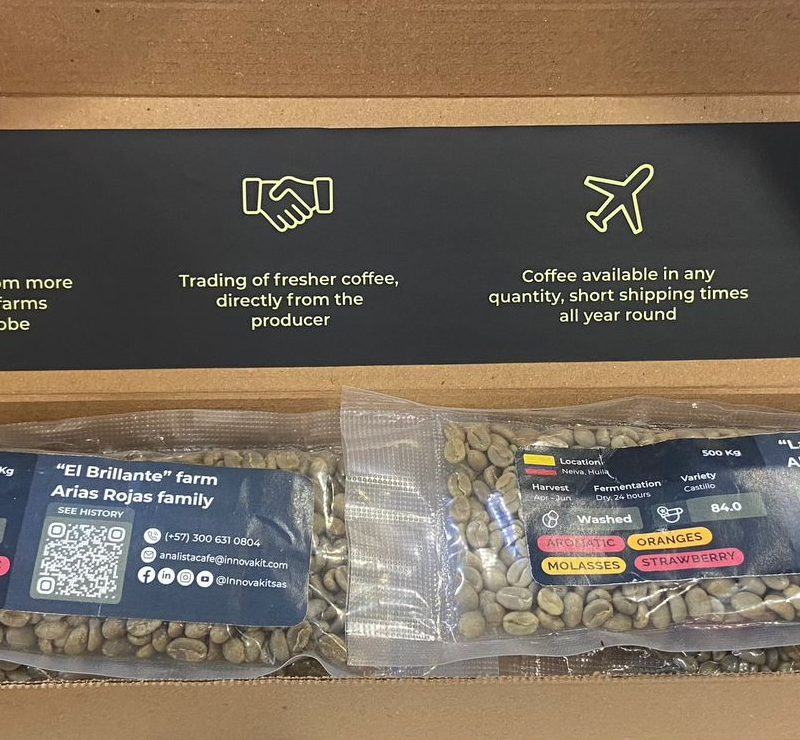 om more
farms
obe
Trading of fresher coffee,
directly from the
producer
Coffee available in any
quantity, short shipping times
all year round
Kg
"El Brillante" farm
Arias Rojas family
SEE HISTORY
(+57) 300 631 0804
analistacafe@innovakit.com
@Innovakitsas
Location
Neiva, Huila
500 Kg
Harvest
Apr - Jun
Fermentation
Dry, 24 hours
Variety
Castillo
Washed
84.0
AROMATIC
ORANGES
MOLASSES
STRAWBERRY